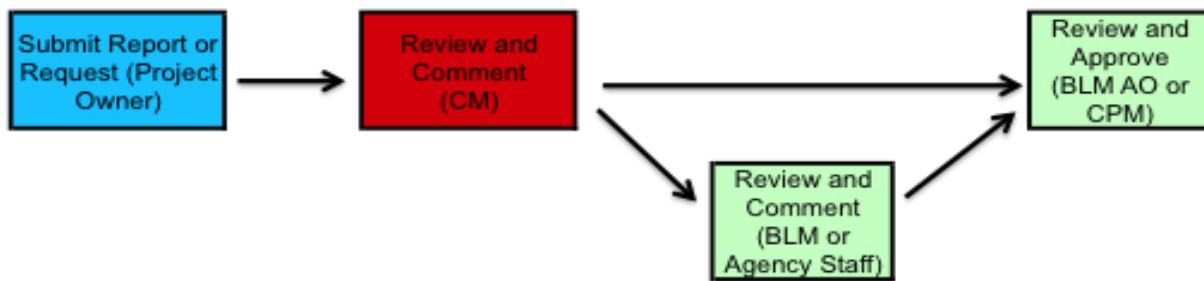 Submit Report or
Request (Project
Owner)
Review and
Comment
(CM)
Review and
Approve
(BLM AO or
CPM)
Review and
Comment
(BLM or
Agency Staff)